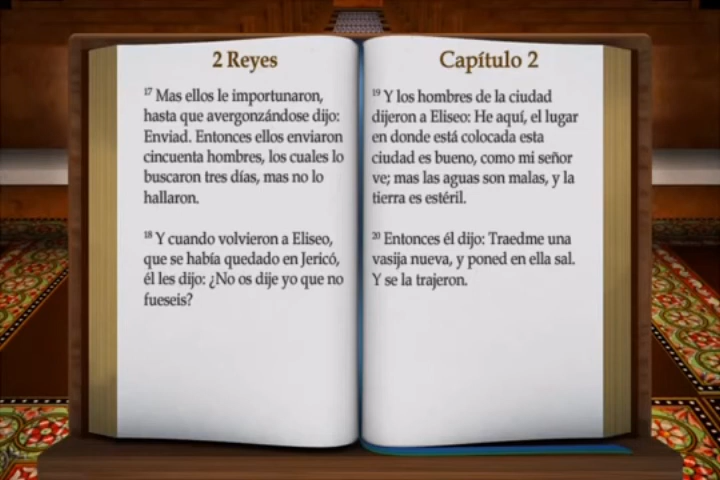 2 Reyes
17 Mas ellos le importunaron,
hasta que avergonzándose dijo:
Enviad. Entonces ellos enviaron
cincuenta hombres, los cuales lo
buscaron tres días, mas no lo
hallaron.
18 Y cuando volvieron a Eliseo,
que se había quedado en Jericó,
él les dijo: ¿No os dije yo que no
fueseis?
Capítulo 2
19 Y los hombres de la ciudad
dijeron a Eliseo: He aquí, el lugar
en donde está colocada esta
ciudad es bueno, como mi señor
ve; mas las aguas son malas, y la
tierra es estéril.
20 Entonces él dijo: Traedme una
vasija nueva, y poned en ella sal.
Y se la trajeron.